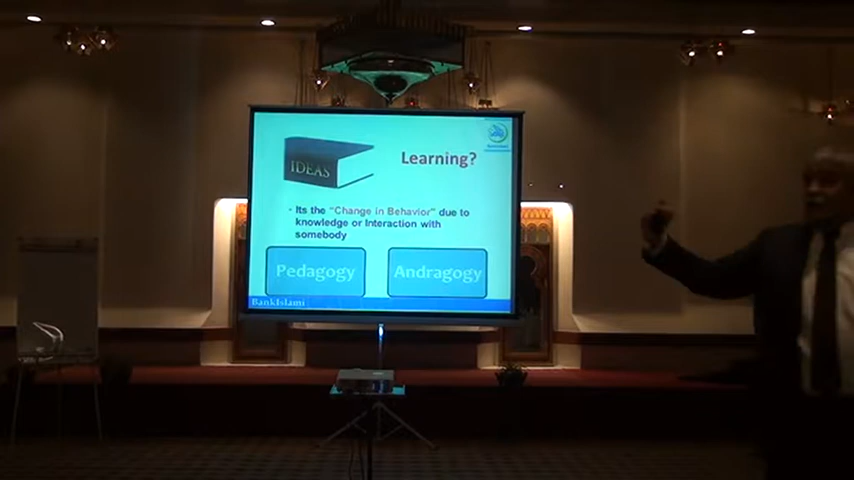 IDEAS
Learning?
- Its the “Change in Behavior” due to
knowledge or Interaction with
somebody
Pedagogy
Andragogy
BankIslami